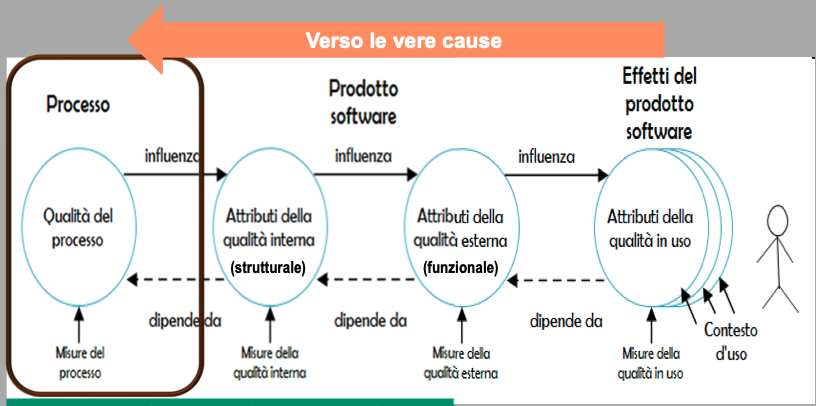 Verso le vere cause
Processo
Prodotto
software
Effetti del
prodotto
software
influenza
influenza
influenza
Qualità del
processo
Attributi della
qualità interna
(strutturale)
Attributi della
qualità esterna
(funzionale)
Attributi della
qualità in uso
dipende da
dipende da
dipende da
Contesto
d'uso
Misure del
processo
Misure della
qualità interna
Misure della
qualità esterna
Misure della
qualità in uso